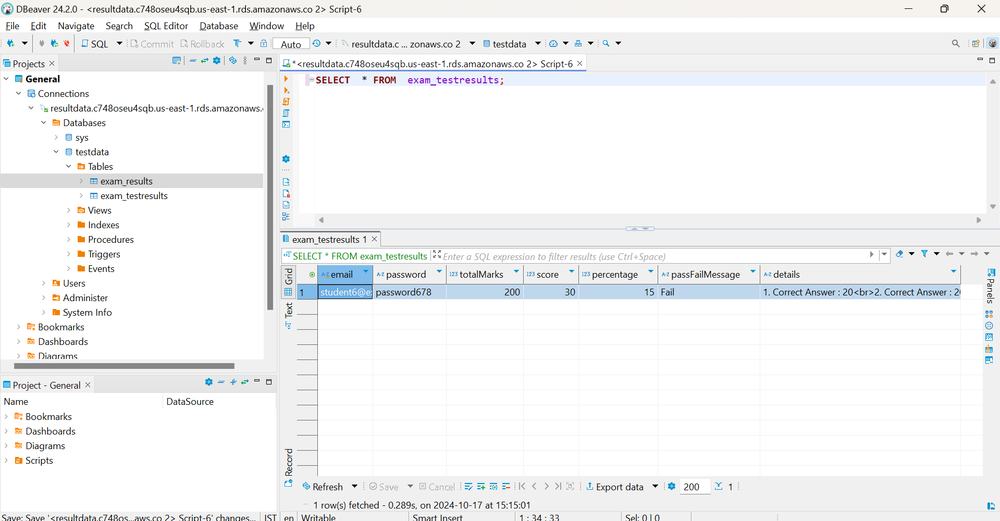 DBeaver 24.2.0 - <resultdata.c748oseu4sqb.us-east-1.rds.amazonaws.co 2> Script-6
File Edit Navigate Search SQL Editor Database Window Help
SQL Commit Rollback Auto resultdata.c ... zonaws.co 2 testdata
Projects
General
Connections
resultdata.c748oseu4sqb.us-east-1.rds.amazonaws.
Databases
sys
testdata
Tables
exam_results
exam_testresults
Views
Indexes
Procedures
Triggers
Events
Users
Administer
System Info
Bookmarks
Dashboards
Diagrams
Project - General
Name DataSource
Bookmarks
Dashboards
Diagrams
Scripts
*<resultdata.c748oseu4sqb.us-east-1.rds.amazonaws.co 2> Script-6
SELECT * FROM exam_testresults;
exam_testresults 1
SELECT * FROM exam_testresults Enter a SQL expression to filter results (use Ctrl+Space)
Grid
Text
Record
Panels
A-Z email A-Z password 123 totalMarks 123 score 123 percentage A-Z passFailMessage A-Z details
1 student6@ex password678 200 30 15 Fail 1. Correct Answer : 20<br>2. Correct Answer : 20
Refresh Save Cancel Export data 200 1
1 row(s) fetched - 0.289s, on 2024-10-17 at 15:15:01
Save: Save '<resultdata.c748os...aws.co 2> Script-6' changes... IST en Writable Smart Insert 1 : 34 : 33 Sel: 0 | 0